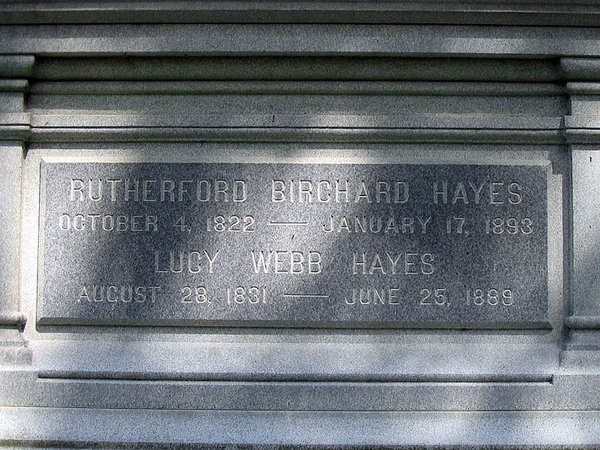 RUTHERFORD BIRCHARD HAYES
OCTOBER 4, 1822 — JANUARY 17, 1893
LUCY WEBB HAYES
AUGUST 28, 1831 — JUNE 25, 1889